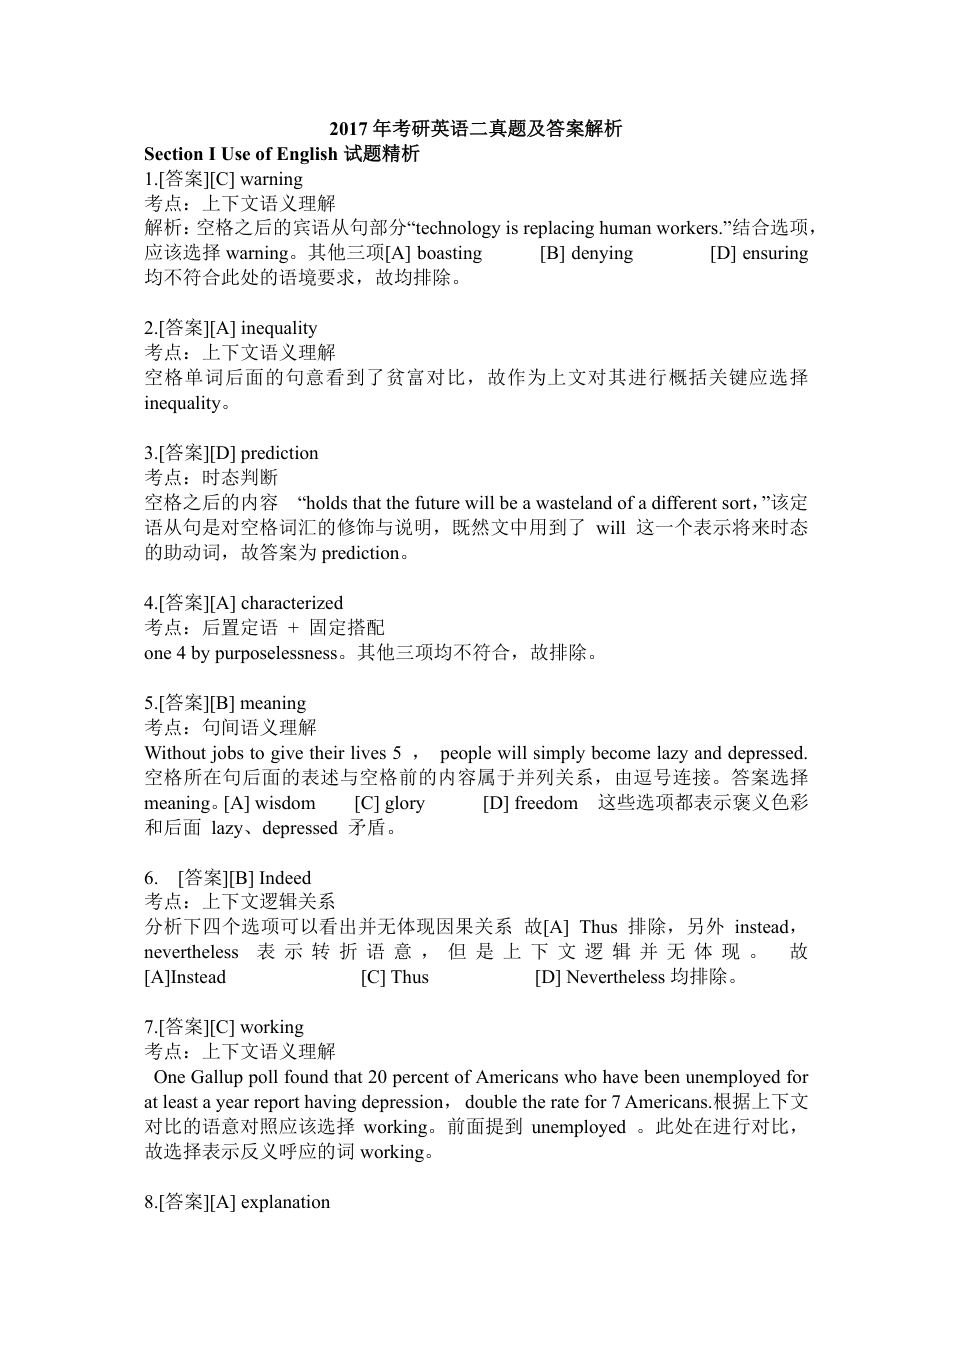 2017 年考研英语二真题及答案解析
Section I Use of English 试题精析
1.[答案][C] warning
考点：上下文语义理解
解析：空格之后的宾语从句部分“technology is replacing human workers.”结合选项，
应该选择 warning。其他三项[A] boasting [B] denying [D] ensuring
均不符合此处的语境要求，故均排除。
2.[答案][A] inequality
考点：上下文语义理解
空格单词后面的句意看到了贫富对比，故作为上文对其进行概括关键应选择
inequality。
3.[答案][D] prediction
考点：时态判断
空格之后的内容 “holds that the future will be a wasteland of a different sort，”该定
语从句是对空格词汇的修饰与说明，既然文中用到了 will 这一个表示将来时态
的助动词，故答案为 prediction。
4.[答案][A] characterized
考点：后置定语 + 固定搭配
one 4 by purposelessness。其他三项均不符合，故排除。
5.[答案][B] meaning
考点：句间语义理解
Without jobs to give their lives 5 ， people will simply become lazy and depressed.
空格所在句后面的表述与空格前的内容属于并列关系，由逗号连接。答案选择
meaning。[A] wisdom [C] glory [D] freedom 这些选项都表示褒义色彩
和后面 lazy、depressed 矛盾。
6. [答案][B] Indeed
考点：上下文逻辑关系
分析下四个选项可以看出并无体现因果关系 故[A] Thus 排除，另外 instead，
nevertheless 表示转折语意，但是上下文逻辑并无体现。 故
[A]Instead [C] Thus [D] Nevertheless 均排除。
7.[答案][C] working
考点：上下文语义理解
One Gallup poll found that 20 percent of Americans who have been unemployed for
at least a year report having depression， double the rate for 7 Americans.根据上下文
对比的语意对照应该选择 working。前面提到 unemployed 。此处在进行对比，
故选择表示反义呼应的词 working。
8.[答案][A] explanation